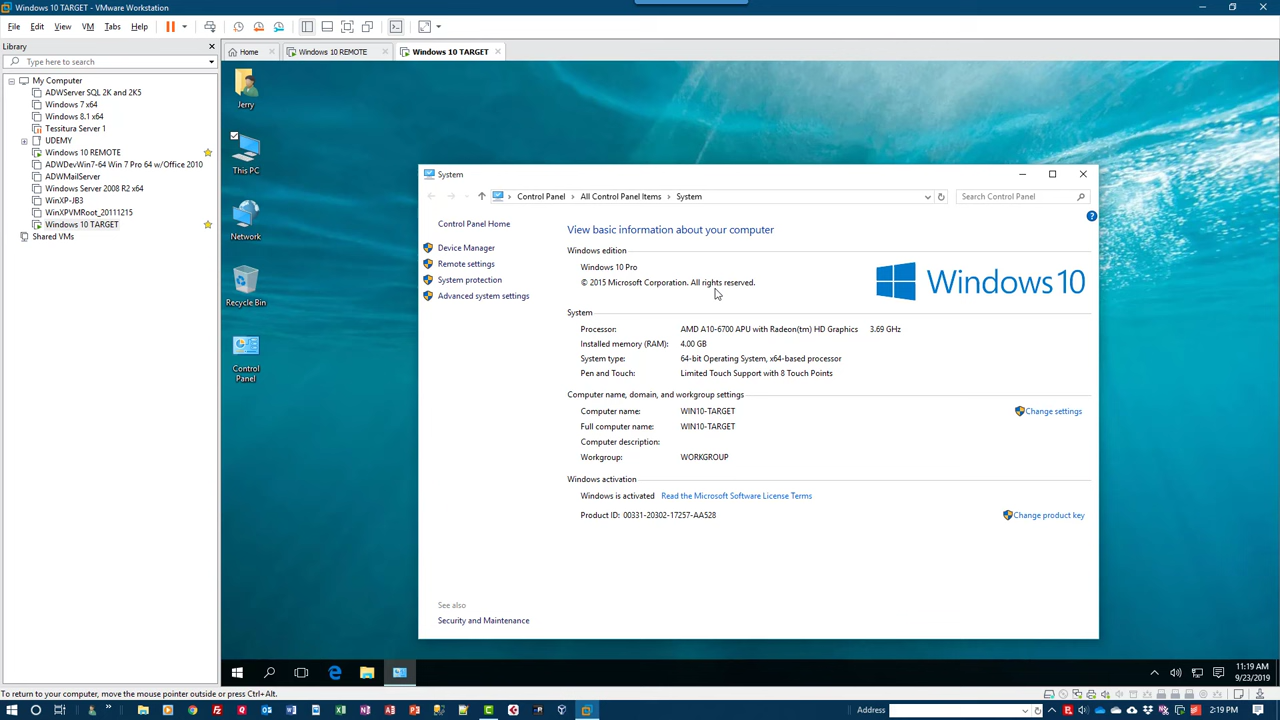 Windows 10 TARGET - VMware Workstation
File Edit View VM Tabs Help
Library
Type here to search
My Computer
ADWServer SQL 2K and 2K5
Windows 7 x64
Windows 8.1 x64
Tessitura Server 1
UDEMY
Windows 10 REMOTE
ADWDevWin7-64 Win 7 Pro 64 w/Office 2010
ADWMailServer
Windows Server 2008 R2 x64
WinXP-JB3
WinXPVMRoot_20111215
Windows 10 TARGET
Shared VMs
Home Windows 10 REMOTE Windows 10 TARGET
Jerry
This PC
Network
Recycle Bin
Control
Panel
System
Control Panel > All Control Panel Items > System
Search Control Panel
Control Panel Home
Device Manager
Remote settings
System protection
Advanced system settings
See also
Security and Maintenance
View basic information about your computer
Windows edition
Windows 10 Pro
© 2015 Microsoft Corporation. All rights reserved.
Windows 10
System
Processor: AMD A10-6700 APU with Radeon(tm) HD Graphics 3.69 GHz
Installed memory (RAM): 4.00 GB
System type: 64-bit Operating System, x64-based processor
Pen and Touch: Limited Touch Support with 8 Touch Points
Computer name, domain, and workgroup settings
Computer name: WIN10-TARGET
Change settings
Full computer name: WIN10-TARGET
Computer description:
Workgroup: WORKGROUP
Windows activation
Windows is activated Read the Microsoft Software License Terms
Product ID: 00331-20302-17257-AA528
Change product key
11:19 AM
9/23/2019
To return to your computer, move the mouse pointer outside or press Ctrl+Alt.
Address
2:19 PM